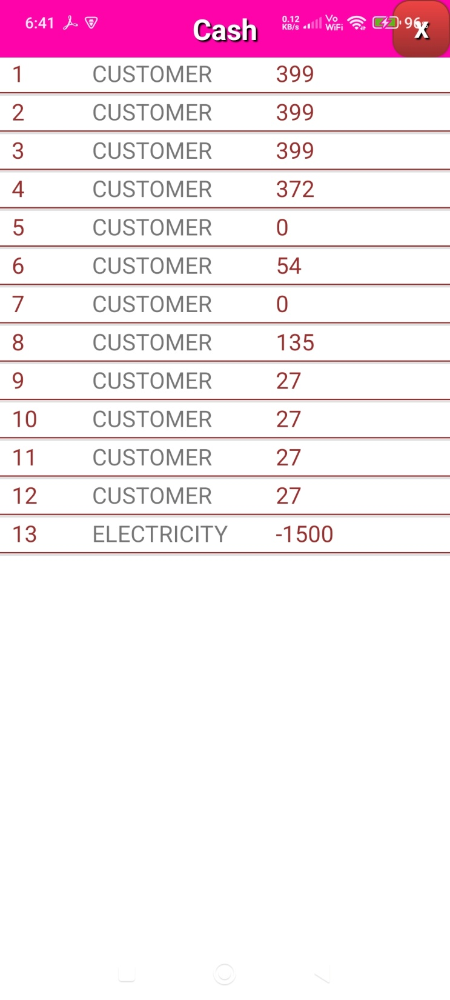 6:41 0.12 KB/s Vo WiFi 96
Cash X
1 CUSTOMER 399
2 CUSTOMER 399
3 CUSTOMER 399
4 CUSTOMER 372
5 CUSTOMER 0
6 CUSTOMER 54
7 CUSTOMER 0
8 CUSTOMER 135
9 CUSTOMER 27
10 CUSTOMER 27
11 CUSTOMER 27
12 CUSTOMER 27
13 ELECTRICITY -1500